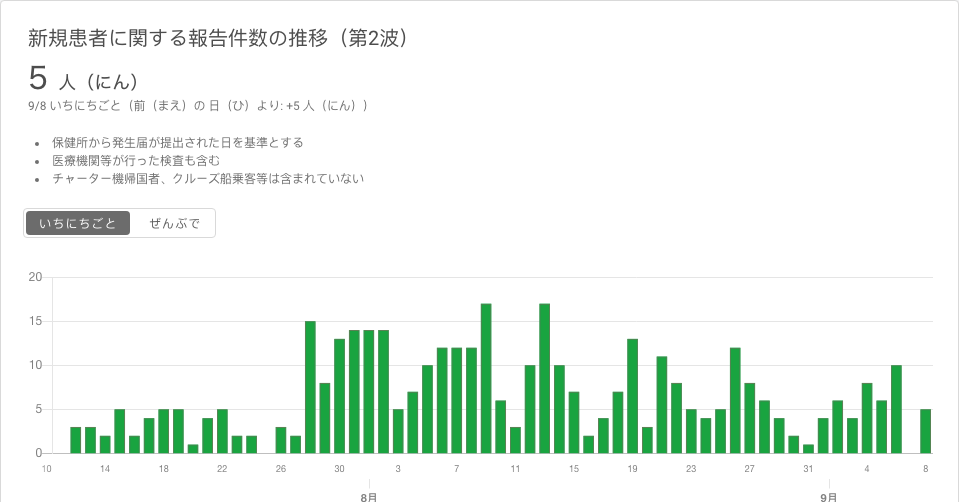 新規患者に関する報告件数の推移（第2波）
5 人（にん）
9/8 いちにちごと（前（まえ）の 日（ひ）より: +5 人（にん））
• 保健所から発生届が提出された日を基準とする
• 医療機関等が行った検査も含む
• チャーター機帰国者、クルーズ船乗客等は含まれていない
いちにちごと ぜんぶで
20
15
10
5
0
10 14 18 22 26 30 3 7 11 15 19 23 27 31 4 8
8月 9月